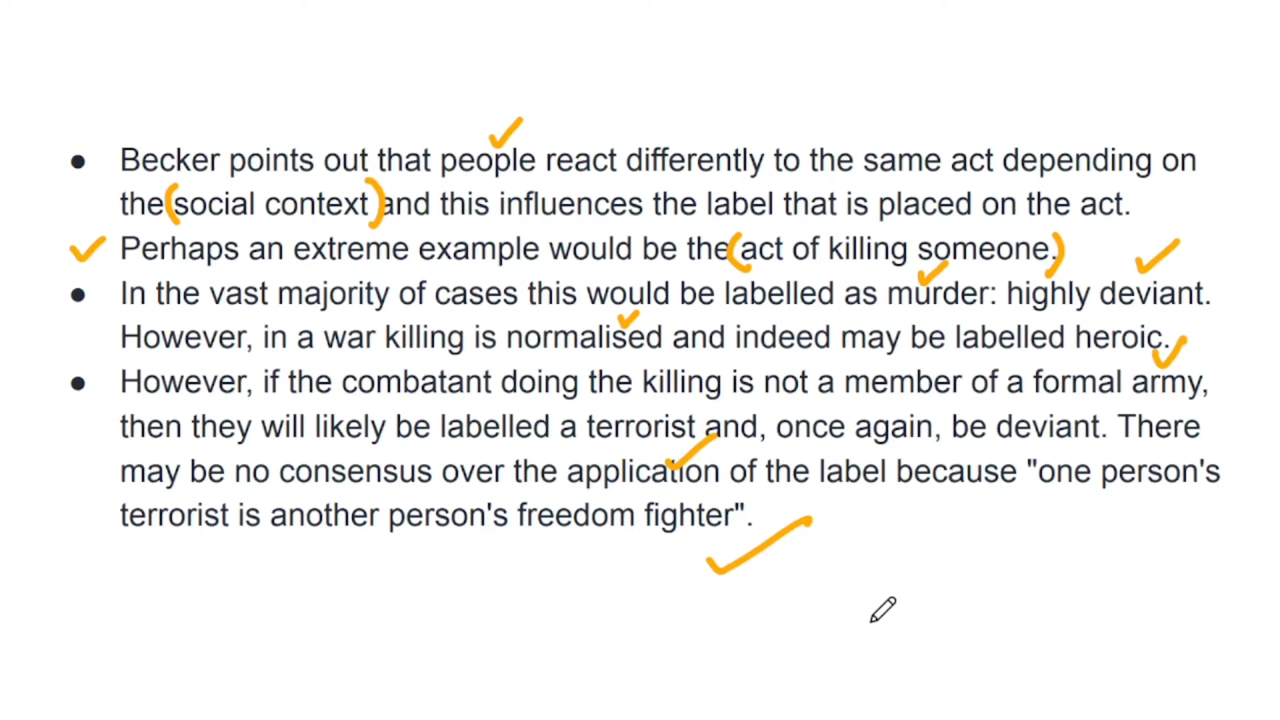 ● Becker points out that people react differently to the same act depending on
the social context and this influences the label that is placed on the act.
Perhaps an extreme example would be the act of killing someone.
● In the vast majority of cases this would be labelled as murder: highly deviant.
However, in a war killing is normalised and indeed may be labelled heroic.
● However, if the combatant doing the killing is not a member of a formal army,
then they will likely be labelled a terrorist and, once again, be deviant. There
may be no consensus over the application of the label because "one person's
terrorist is another person's freedom fighter".